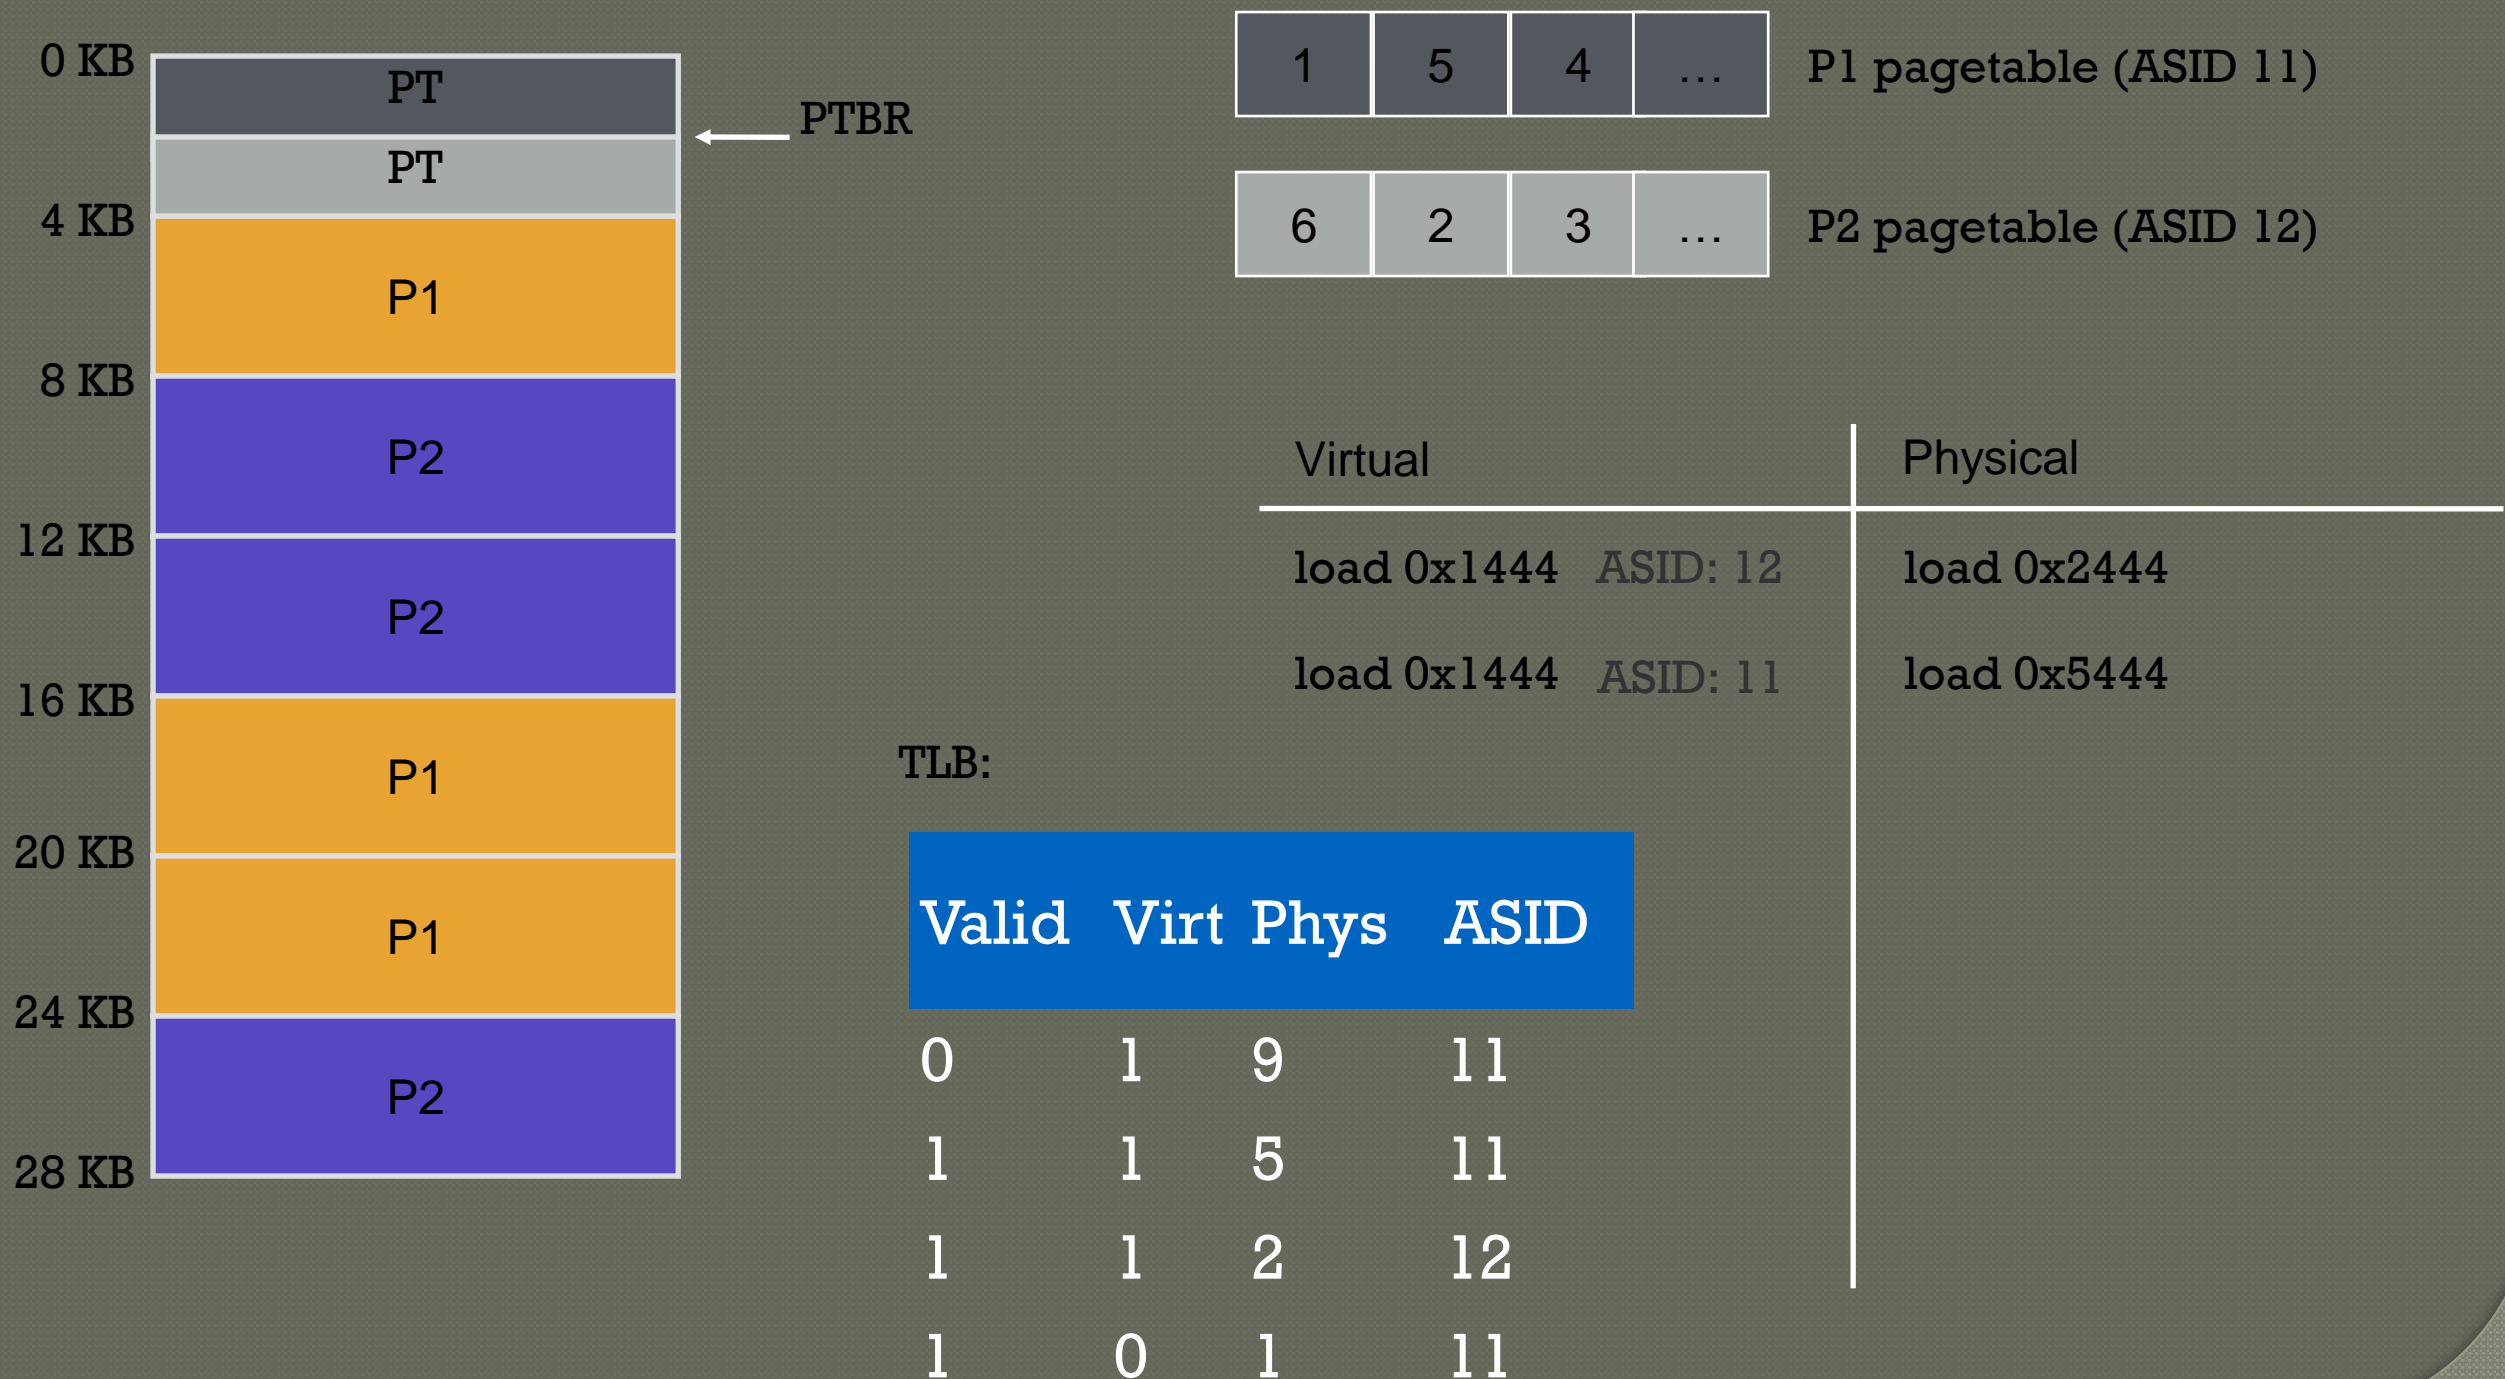 0 KB
PT
PTBR
PT
4 KB
P1
8 KB
P2
12 KB
P2
16 KB
P1
20 KB
P1
24 KB
P2
28 KB
1 5 4 … P1 pagetable (ASID 11)
6 2 3 … P2 pagetable (ASID 12)
Virtual Physical
load 0x1444 ASID: 12 load 0x2444
load 0x1444 ASID: 11 load 0x5444
TLB:
Valid Virt Phys ASID
0 1 9 11
1 1 5 11
1 1 2 12
1 0 1 11